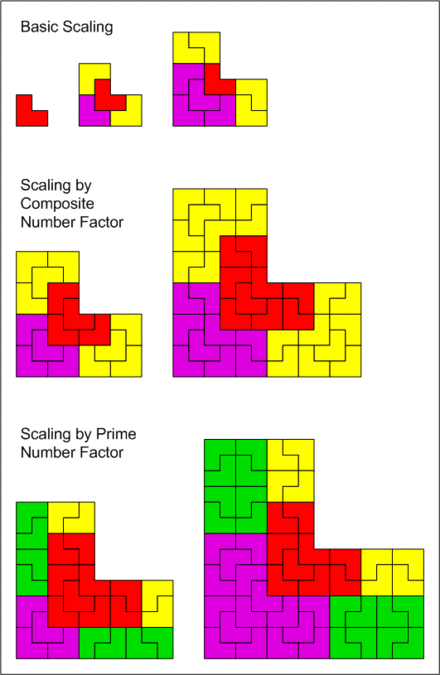 Basic Scaling
Scaling by
Composite
Number Factor
Scaling by Prime
Number Factor